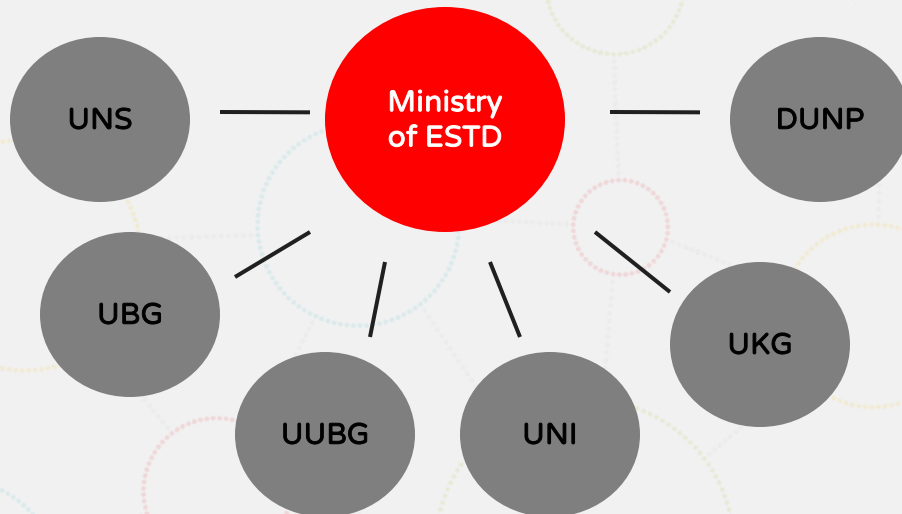 Ministry
of ESTD
UNS
DUNP
UBG
UKG
UUBG
UNI